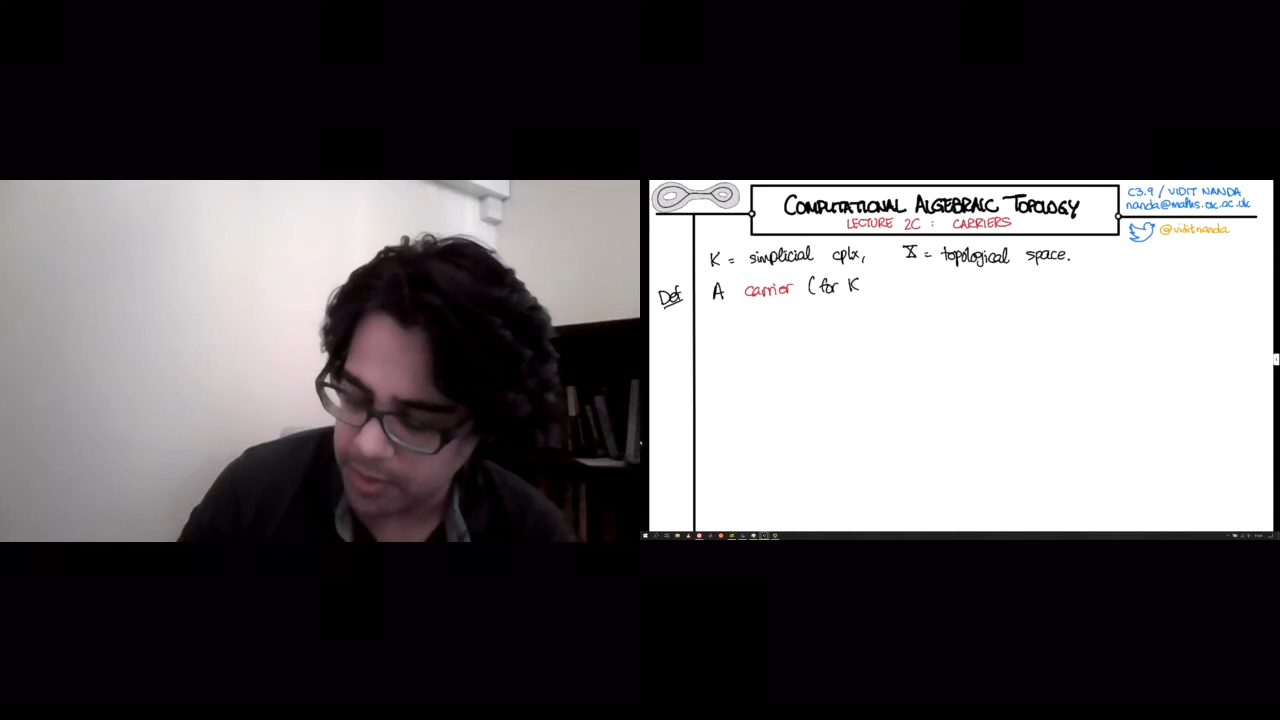 COMPUTATIONAL ALGEBRAIC TOPOLOGY
LECTURE 2C : CARRIERS
C3.9 / VIDIT NANDA
nanda@maths.ox.ac.uk
@viditnanda
K = simplicial cplx, X = topological space.
Def A carrier (for K